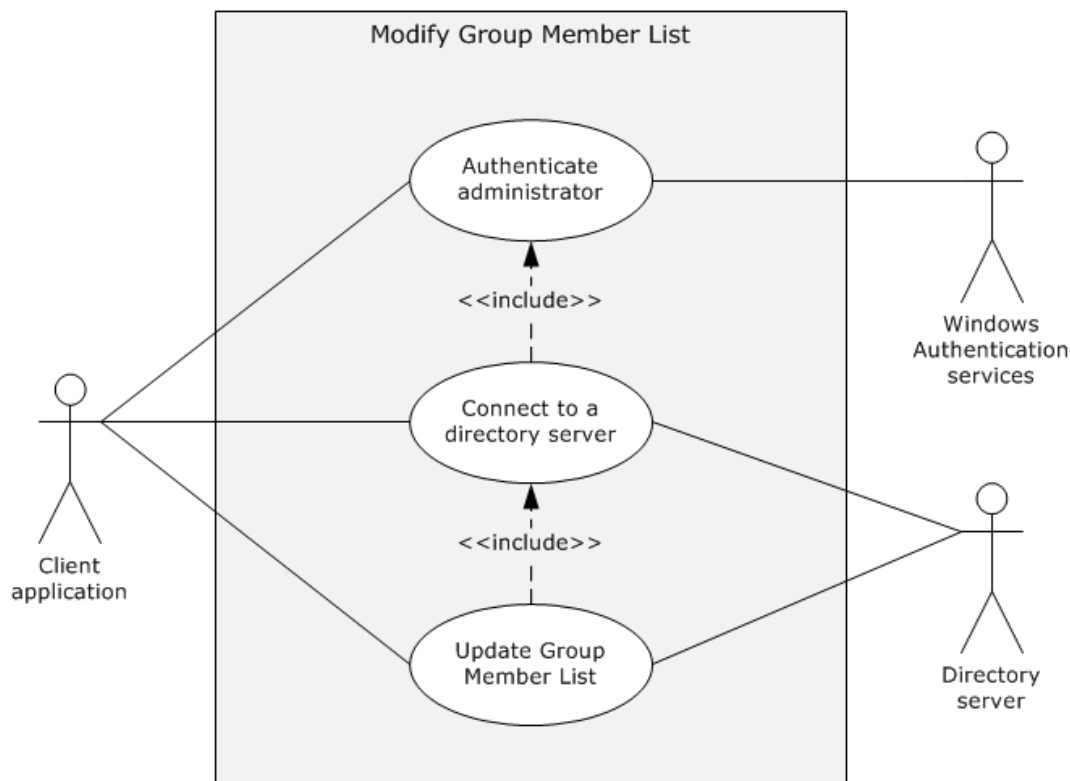 Modify Group Member List
Authenticate
administrator
<<include>>
Windows
Authentication
services
Connect to a
directory server
Client
application
<<include>>
Update Group
Member List
Directory
server